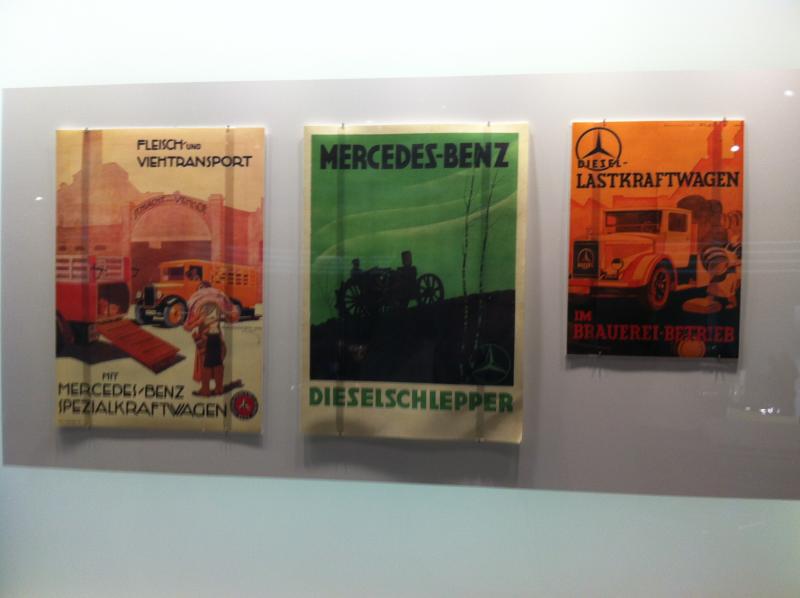 FLEISCH- UND
VIEHTRANSPORT
MIT
MERCEDES-BENZ
SPEZIALKRAFTWAGEN
MERCEDES-BENZ
DIESELSCHLEPPER
DIESEL-
LASTKRAFTWAGEN
IM
BRAUEREI-BETRIEB